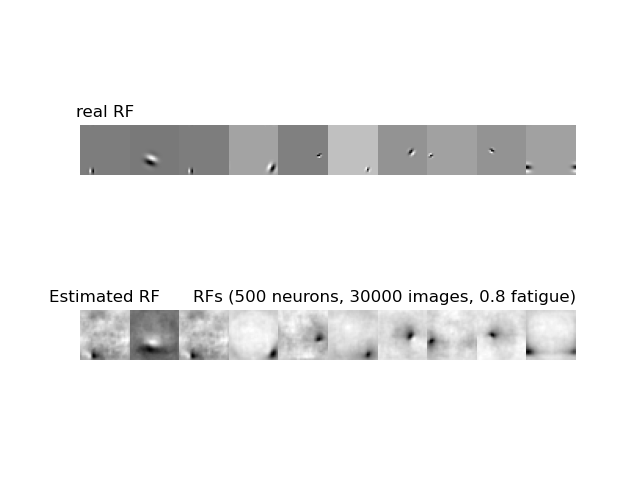 real RF
Estimated RF
RFs (500 neurons, 30000 images, 0.8 fatigue)